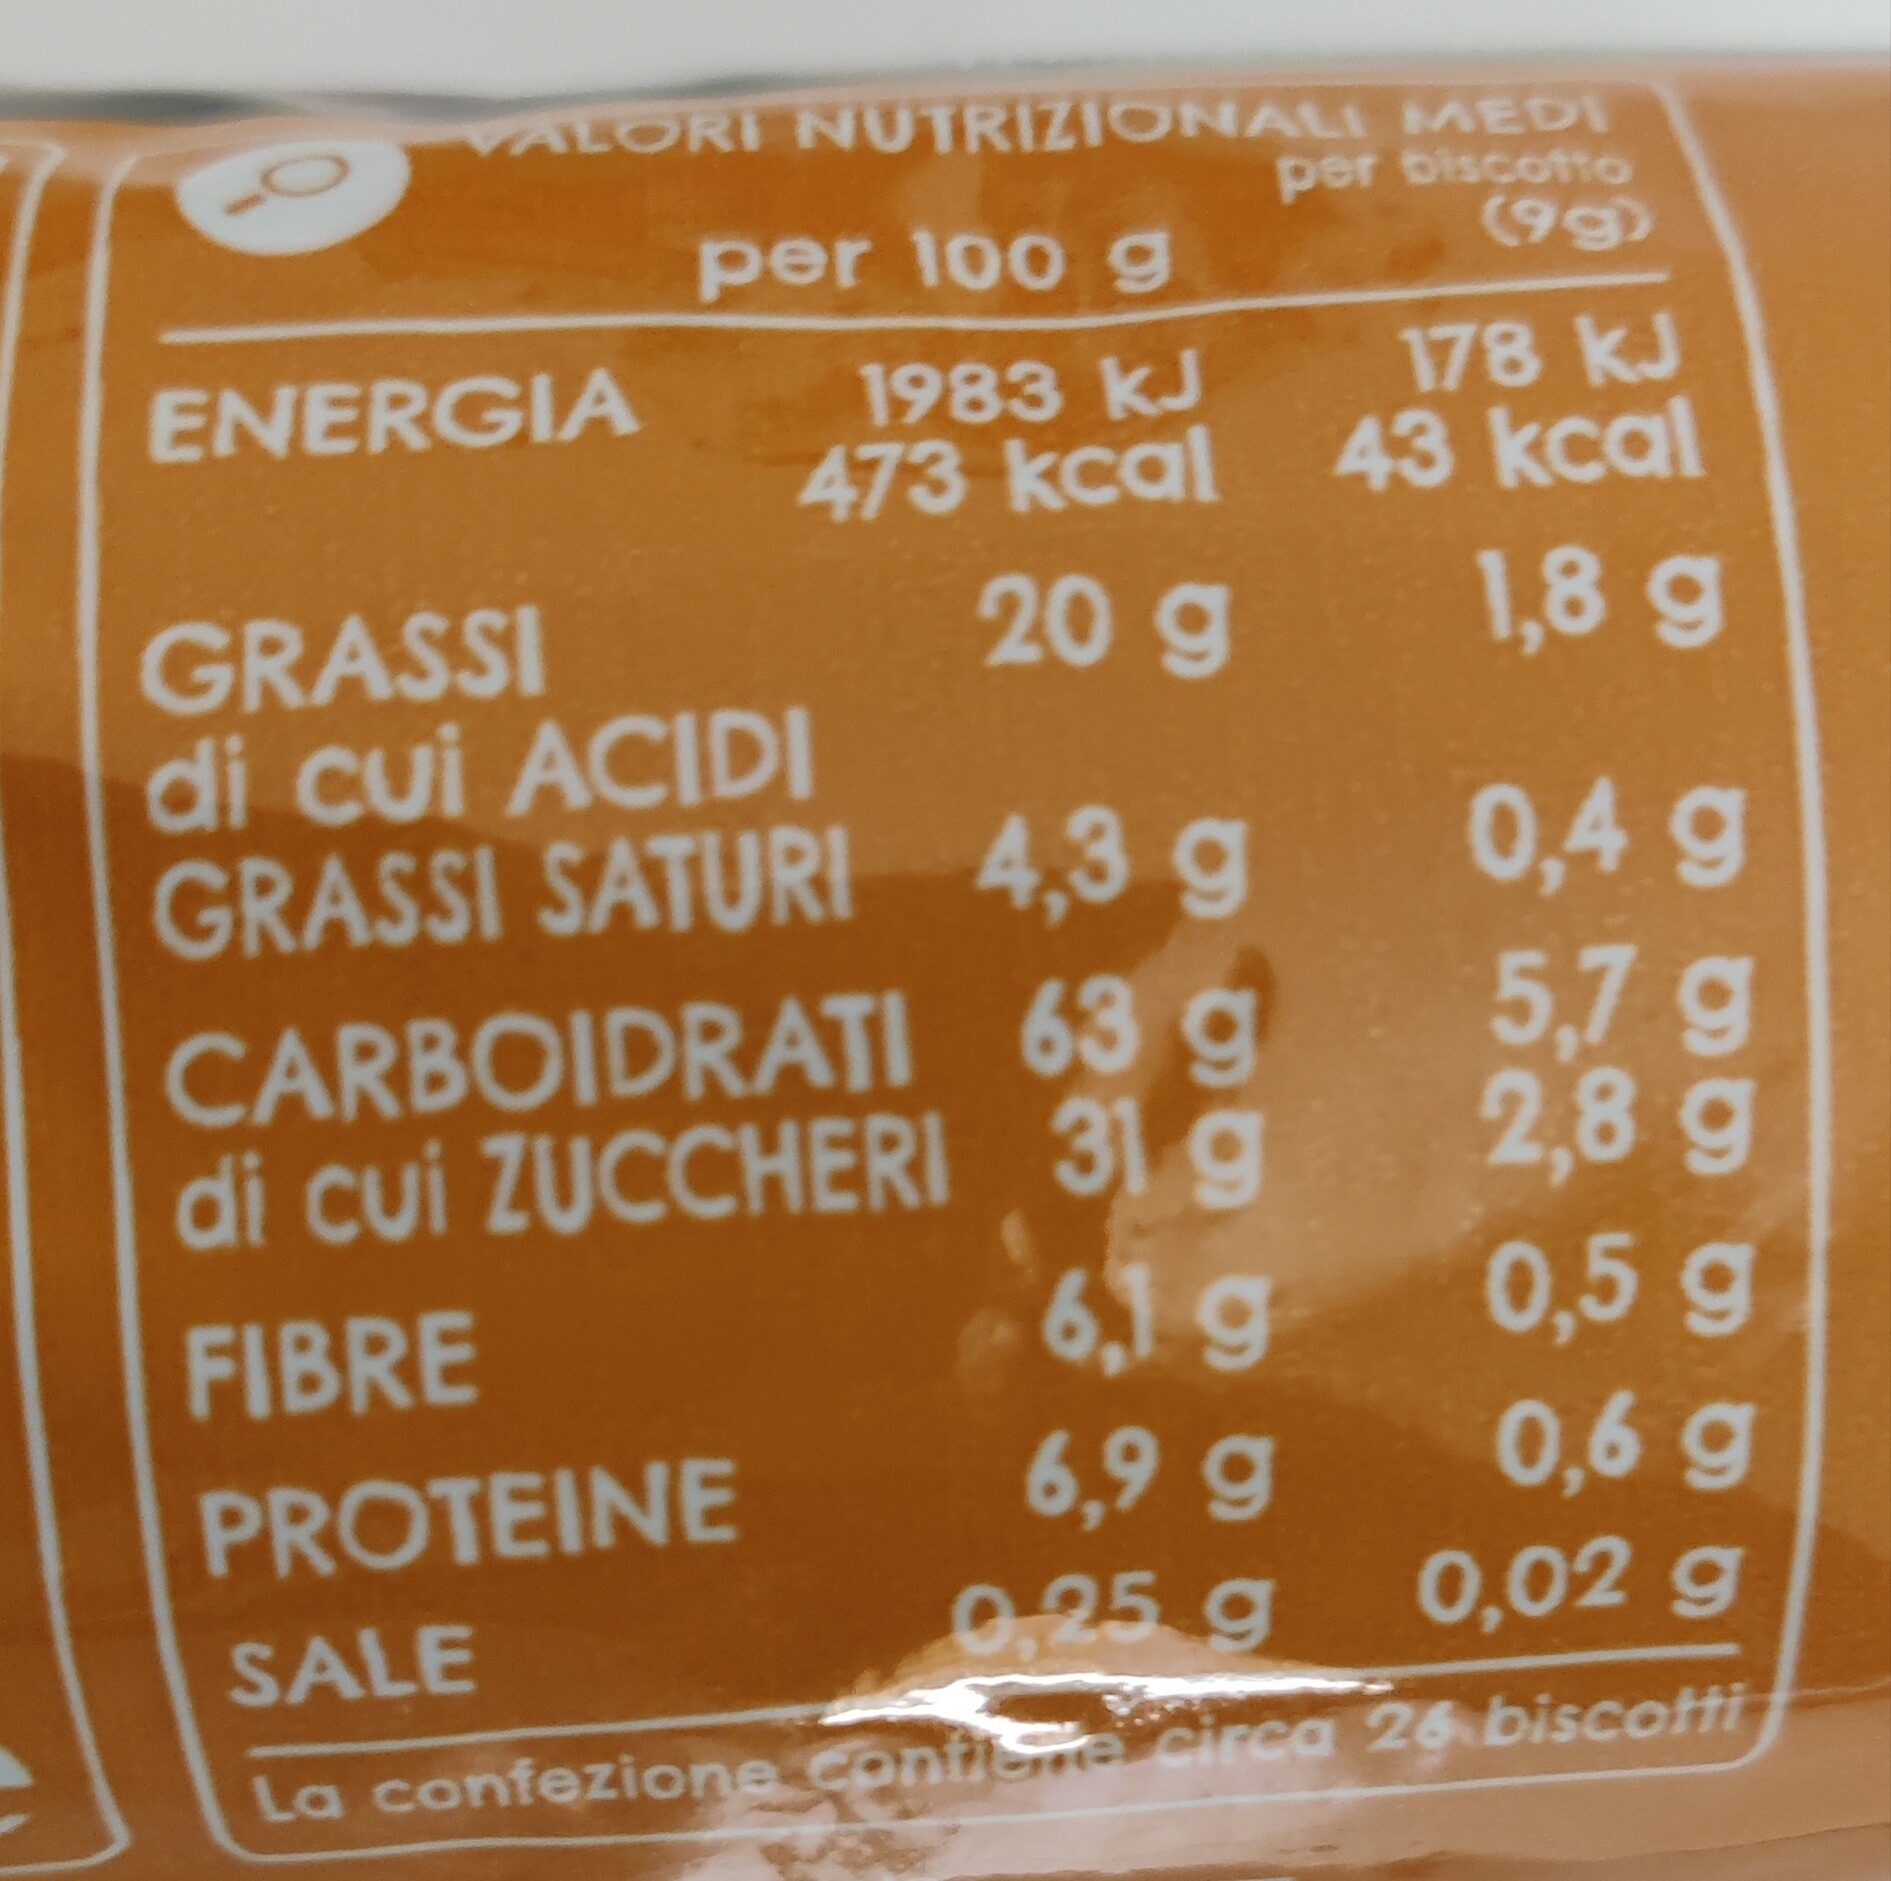 VALORI NUTRIZIONALI MEDI
per biscotto
(9g)
per 100 g
ENERGIA 1983 kJ 178 kJ
473 kcal 43 kcal
GRASSI 20 g 1,8 g
di cui ACIDI
GRASSI SATURI 4,3 g 0,4 g
CARBOIDRATI 63 g 5,7 g
di cui ZUCCHERI 31 g 2,8 g
FIBRE 6,1 g 0,5 g
PROTEINE 6,9 g 0,6 g
SALE 0,25 g 0,02 g
La confezione contiene circa 26 biscotti